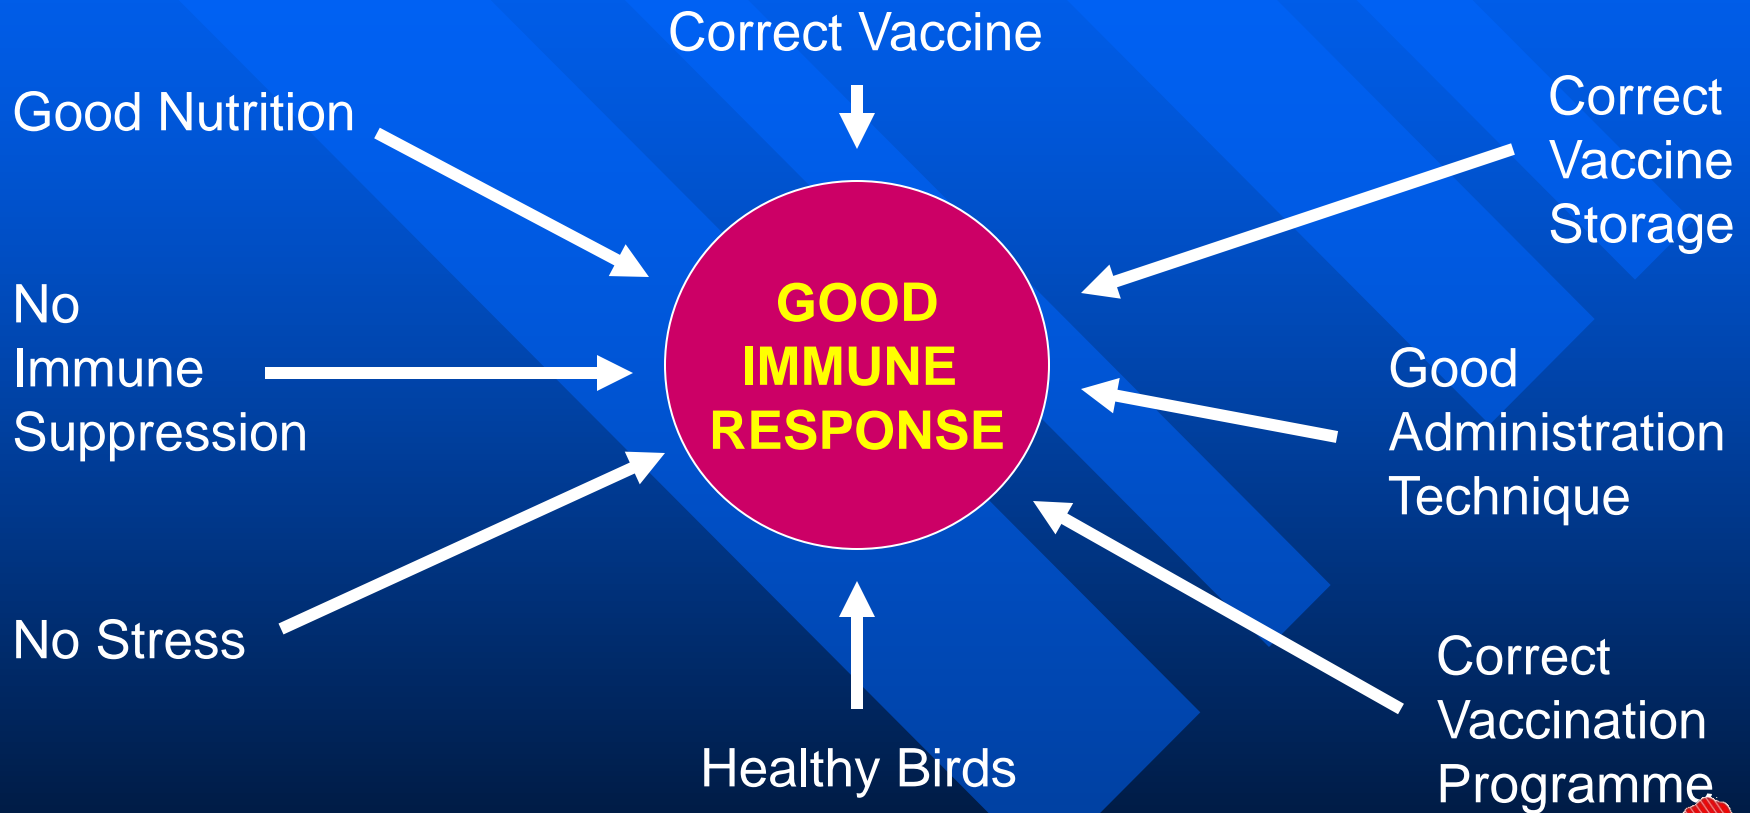 Correct Vaccine
Good Nutrition
Correct
Vaccine
Storage
No
Immune
Suppression
GOOD
IMMUNE
RESPONSE
Good
Administration
Technique
No Stress
Healthy Birds
Correct
Vaccination
Programme